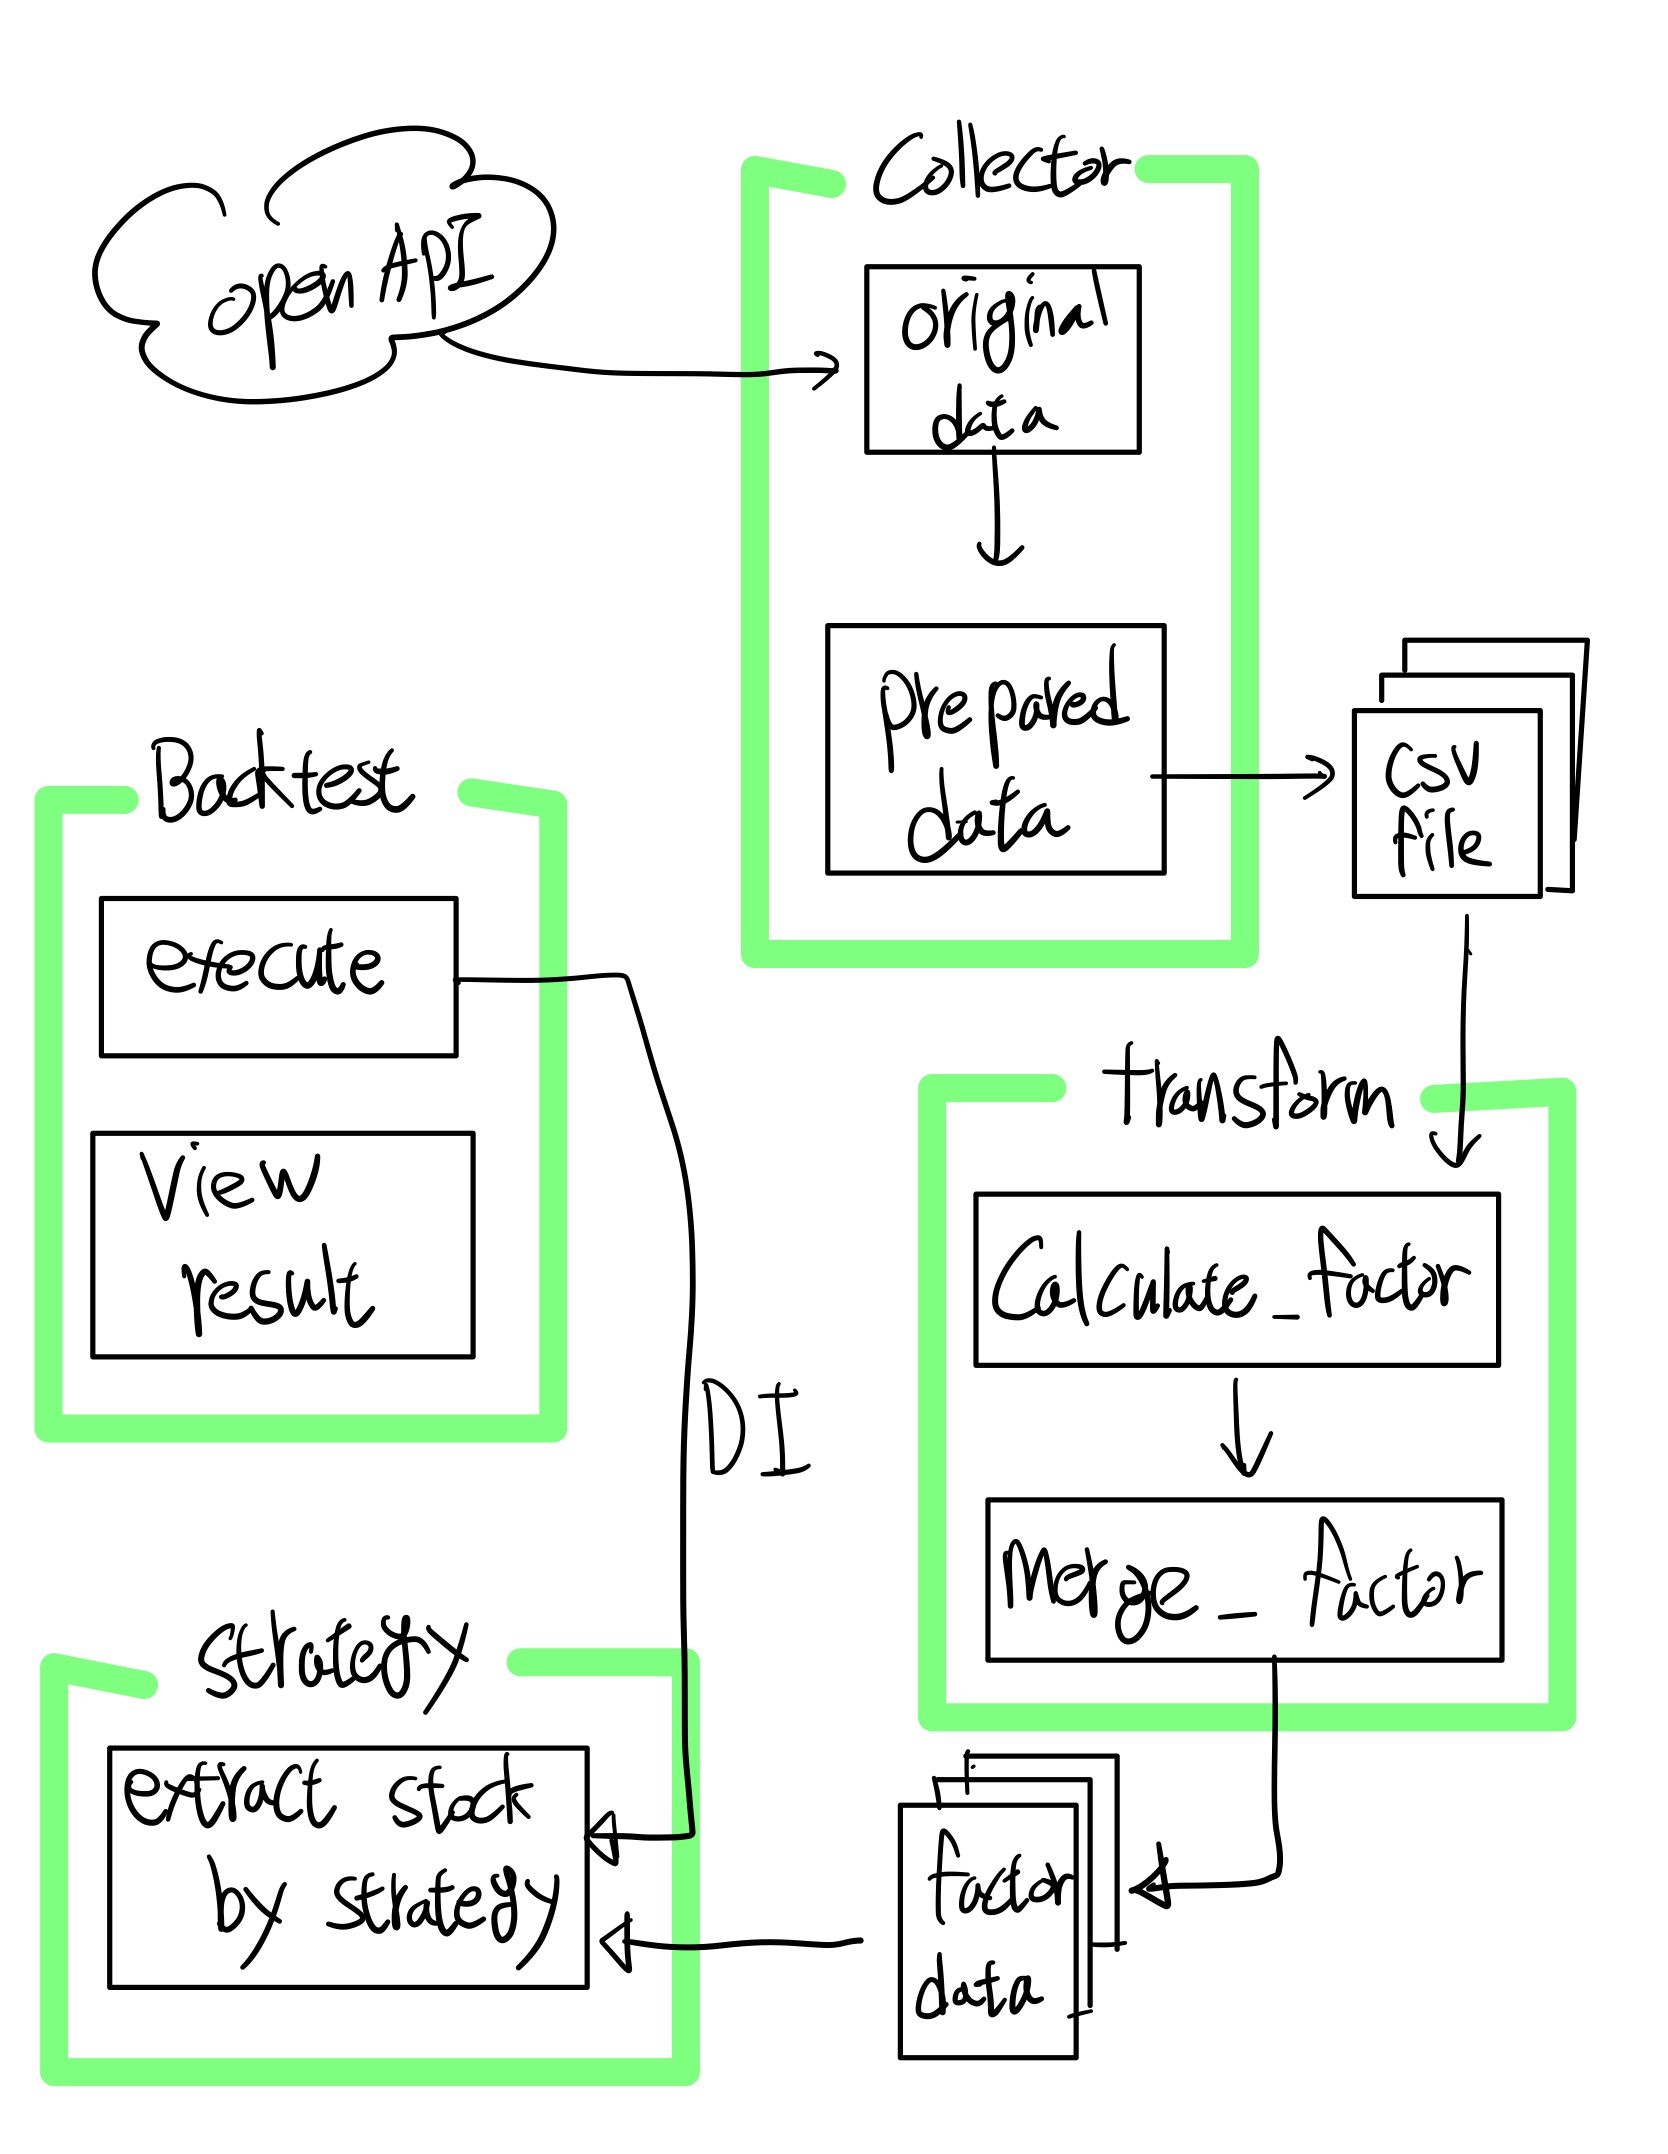 Collector
open API
original
data
prepared
data
csv
file
Backtest
execute
View
result
transform
Calculate_factor
DI
Merge_ factor
strategy
extract stock
by strategy
factor
data